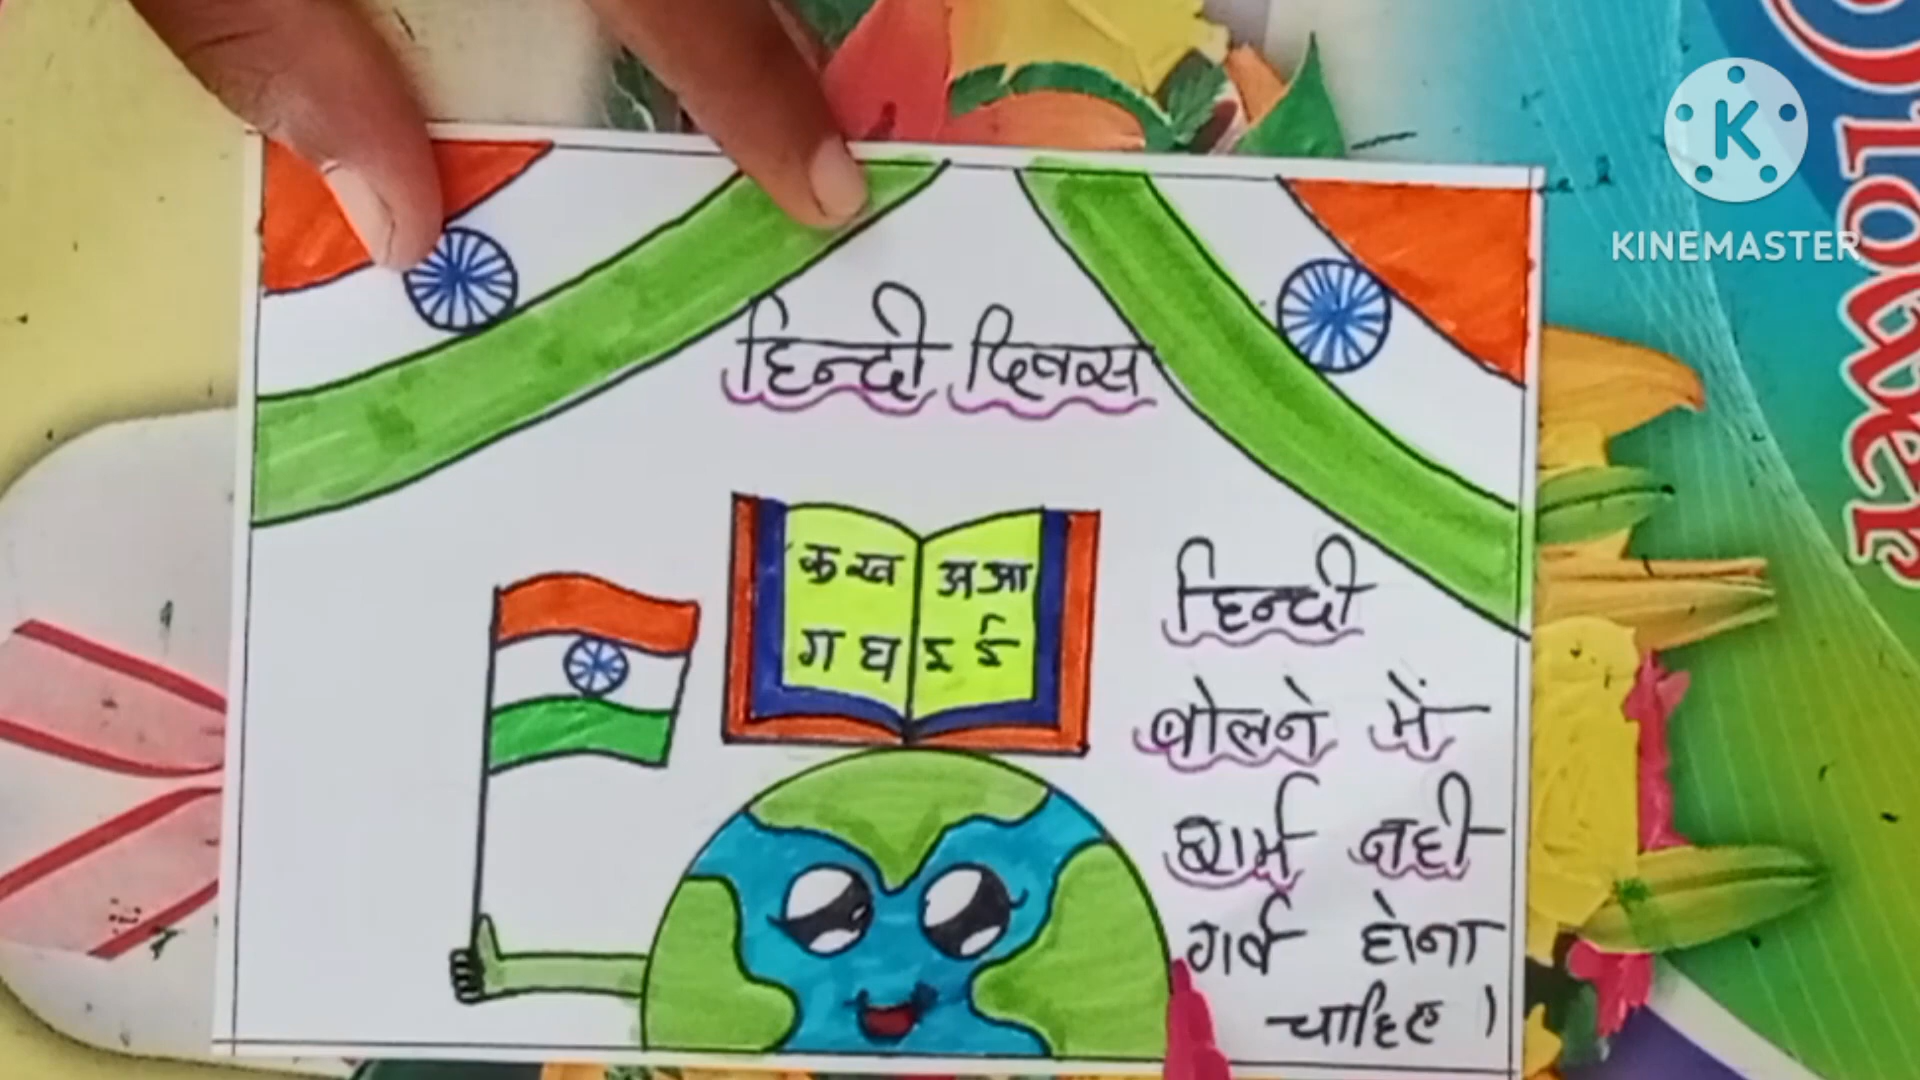 हिन्दी दिवस
क ख अ आ
ग घ इ ई
हिन्दी
बोलने में
शर्म नही
गर्व होना
चाहिए।
K
KINEMASTER